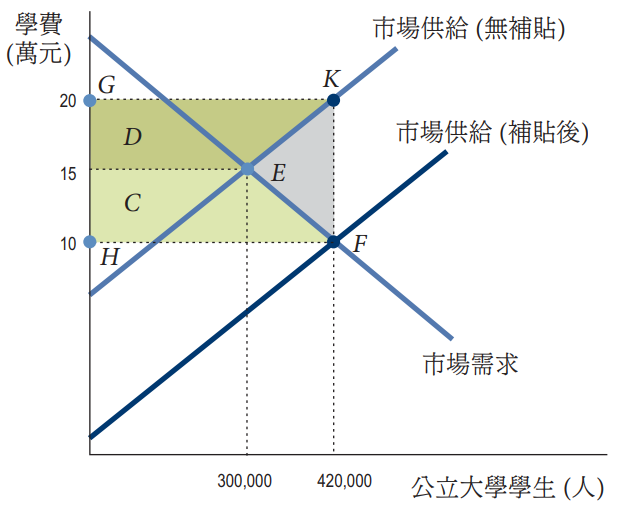 學費
(萬元)
市場供給 (無補貼)
G
K
20
市場供給 (補貼後)
D
15
E
C
10
H
F
市場需求
300,000
420,000
公立大學學生 (人)